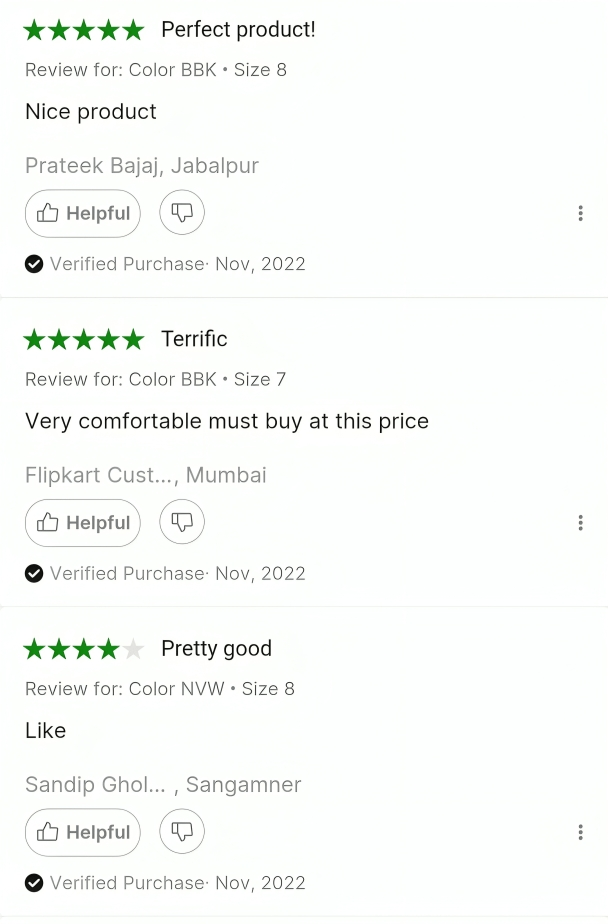 Perfect product!
Review for: Color BBK • Size 8
Nice product
Prateek Bajaj, Jabalpur
Helpful
Verified Purchase· Nov, 2022
Terrific
Review for: Color BBK • Size 7
Very comfortable must buy at this price
Flipkart Cust..., Mumbai
Helpful
Verified Purchase· Nov, 2022
Pretty good
Review for: Color NVW • Size 8
Like
Sandip Ghol... , Sangamner
Helpful
Verified Purchase· Nov, 2022